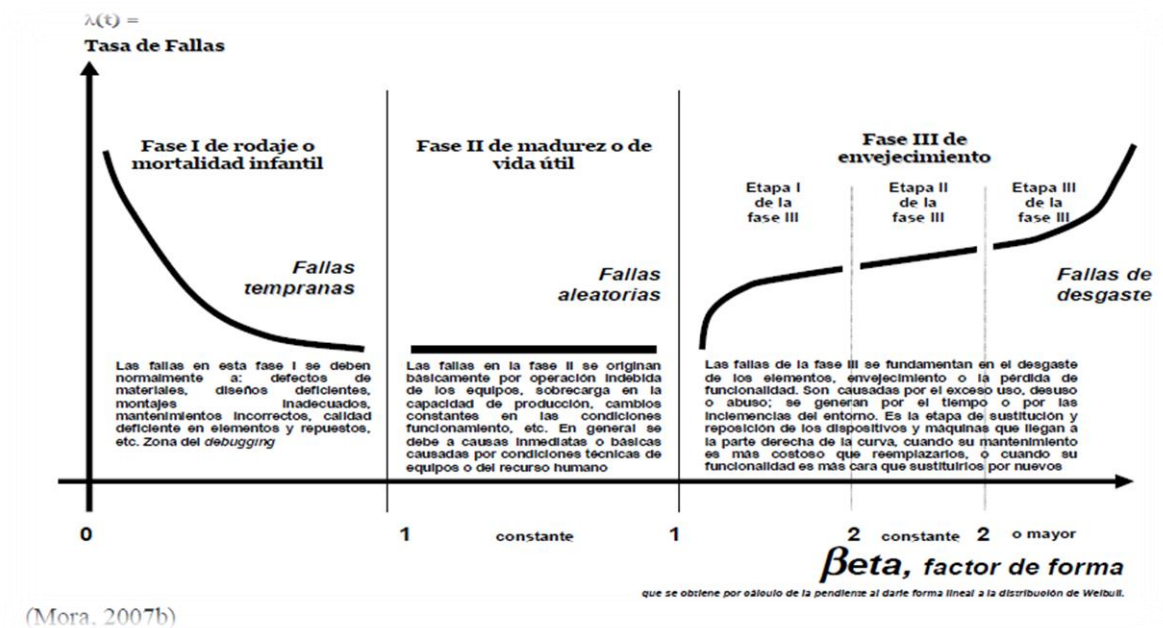 λ(t) =
Tasa de Fallas
Fase I de rodaje o
mortalidad infantil
Fase II de madurez o de
vida útil
Fase III de
envejecimiento
Etapa I
de la
fase III
Etapa II
de la
fase III
Etapa III
de la
fase III
Fallas
tempranas
Fallas
aleatorias
Fallas de
desgaste
Las fallas en esta fase I se deben
normalmente a: defectos de
materiales, diseños deficientes,
montajes inadecuados,
mantenimientos incorrectos, calidad
deficiente en elementos y repuestos,
etc. Zona del debugging
Las fallas en la fase II se originan
básicamente por operación indebida
de los equipos, sobrecarga en la
capacidad de producción, cambios
constantes en las condiciones
funcionamiento, etc. En general se
debe a causas inmediatas o básicas
causadas por condiciones técnicas de
equipos o del recurso humano
Las fallas de la fase III se fundamentan en el desgaste
de los elementos, envejecimiento o la pérdida de
funcionalidad. Son causadas por el exceso uso, desuso
o abuso; se generan por el tiempo o por las
inclemencias del entorno. Es la etapa de sustitución y
reposición de los dispositivos y máquinas que llegan a
la parte derecha de la curva, cuando su mantenimiento
es más costoso que reemplazarlos, o cuando su
funcionalidad es más cara que sustituirlos por nuevos
0 1 constante 1 2 constante 2 o mayor
βeta, factor de forma
que se obtiene por cálculo de la pendiente al darle forma lineal a la distribución de Weibull.
(Mora, 2007b)